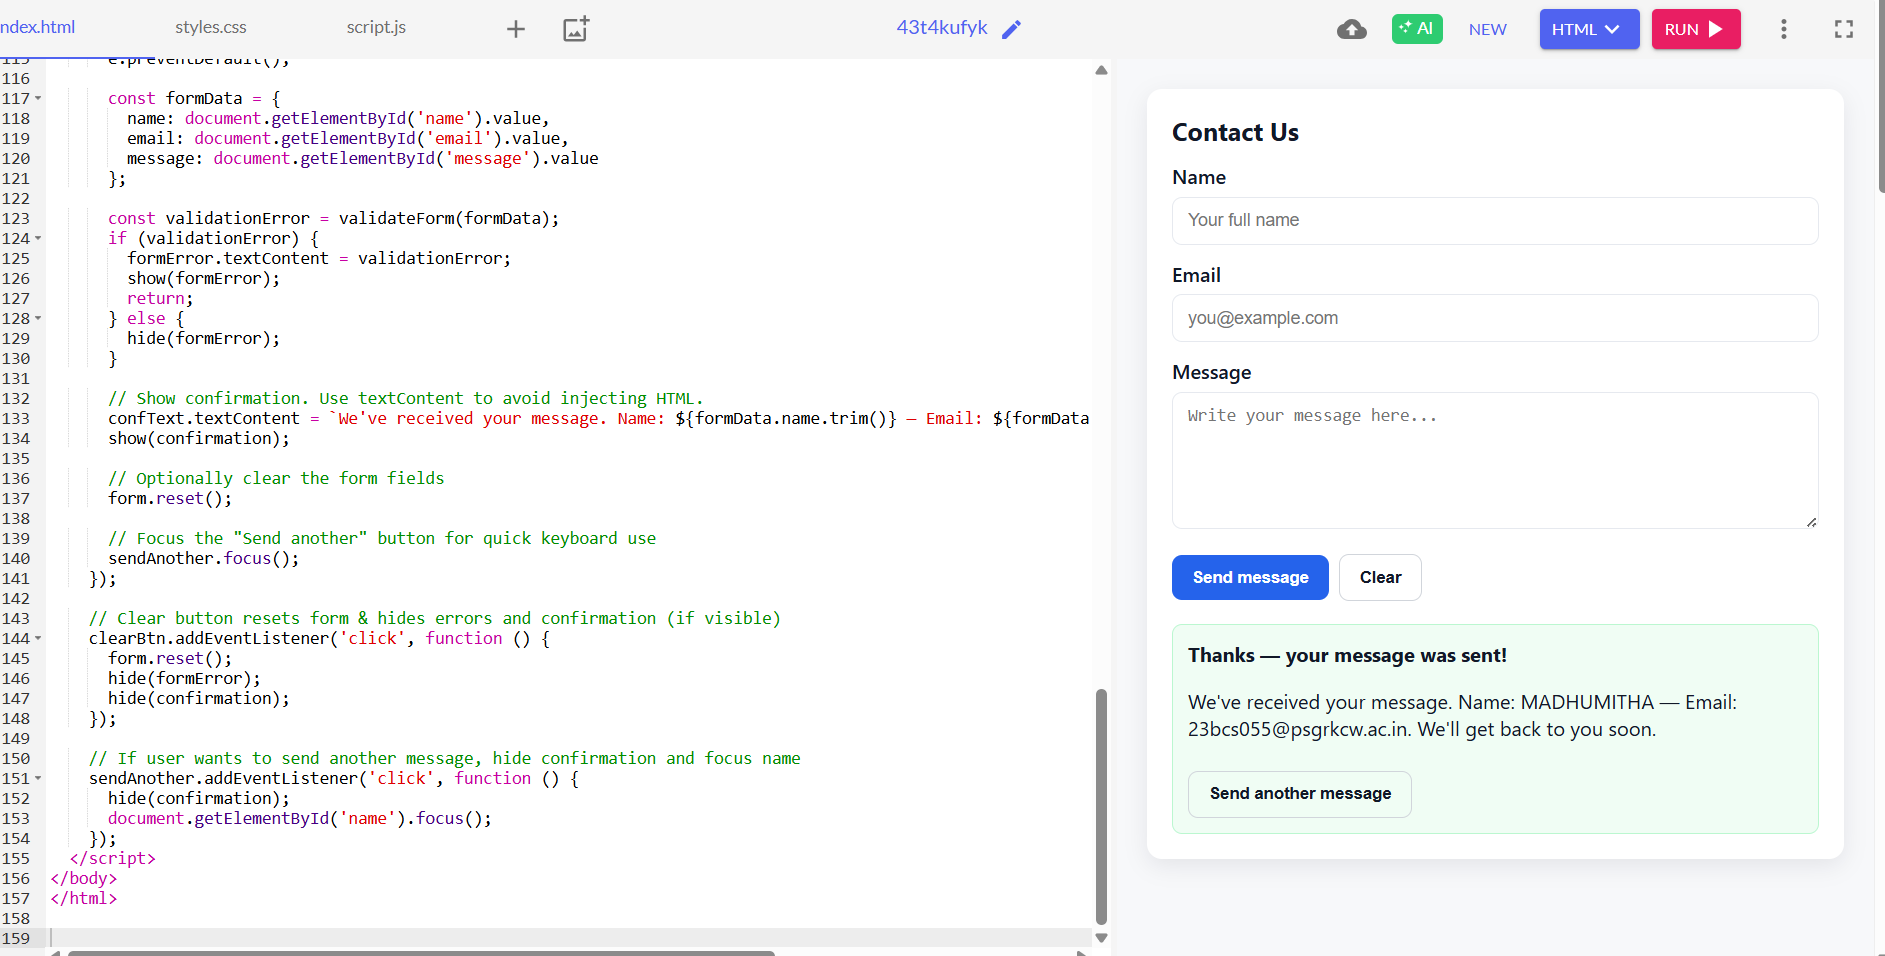 ndex.html
styles.css
script.js
43t4kufyk
AI
NEW
HTML
RUN
115 e.preventDefault();
116
117 const formData = {
118 name: document.getElementById('name').value,
119 email: document.getElementById('email').value,
120 message: document.getElementById('message').value
121 };
122
123 const validationError = validateForm(formData);
124 if (validationError) {
125 formError.textContent = validationError;
126 show(formError);
127 return;
128 } else {
129 hide(formError);
130 }
131
132 // Show confirmation. Use textContent to avoid injecting HTML.
133 confText.textContent = `We've received your message. Name: ${formData.name.trim()} — Email: ${formData
134 show(confirmation);
135
136 // Optionally clear the form fields
137 form.reset();
138
139 // Focus the "Send another" button for quick keyboard use
140 sendAnother.focus();
141 });
142
143 // Clear button resets form & hides errors and confirmation (if visible)
144 clearBtn.addEventListener('click', function () {
145 form.reset();
146 hide(formError);
147 hide(confirmation);
148 });
149
150 // If user wants to send another message, hide confirmation and focus name
151 sendAnother.addEventListener('click', function () {
152 hide(confirmation);
153 document.getElementById('name').focus();
154 });
155 </script>
156 </body>
157 </html>
158
159
Contact Us
Name
Your full name
Email
you@example.com
Message
Write your message here...
Send message
Clear
Thanks — your message was sent!
We've received your message. Name: MADHUMITHA — Email:
23bcs055@psgrkcw.ac.in. We'll get back to you soon.
Send another message